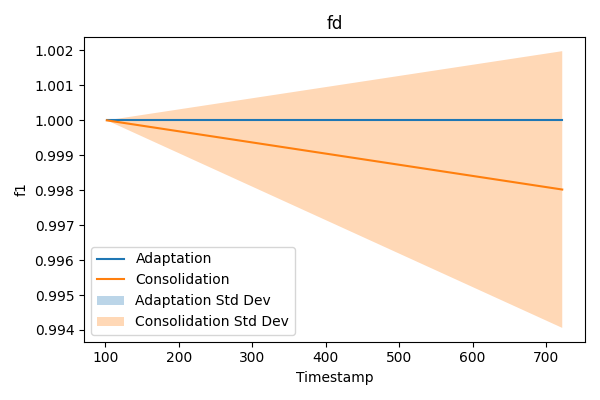 fd
1.002
1.001
1.000
0.999
0.998
0.997
0.996
0.995
0.994
f1
Adaptation
Consolidation
Adaptation Std Dev
Consolidation Std Dev
100 200 300 400 500 600 700
Timestamp